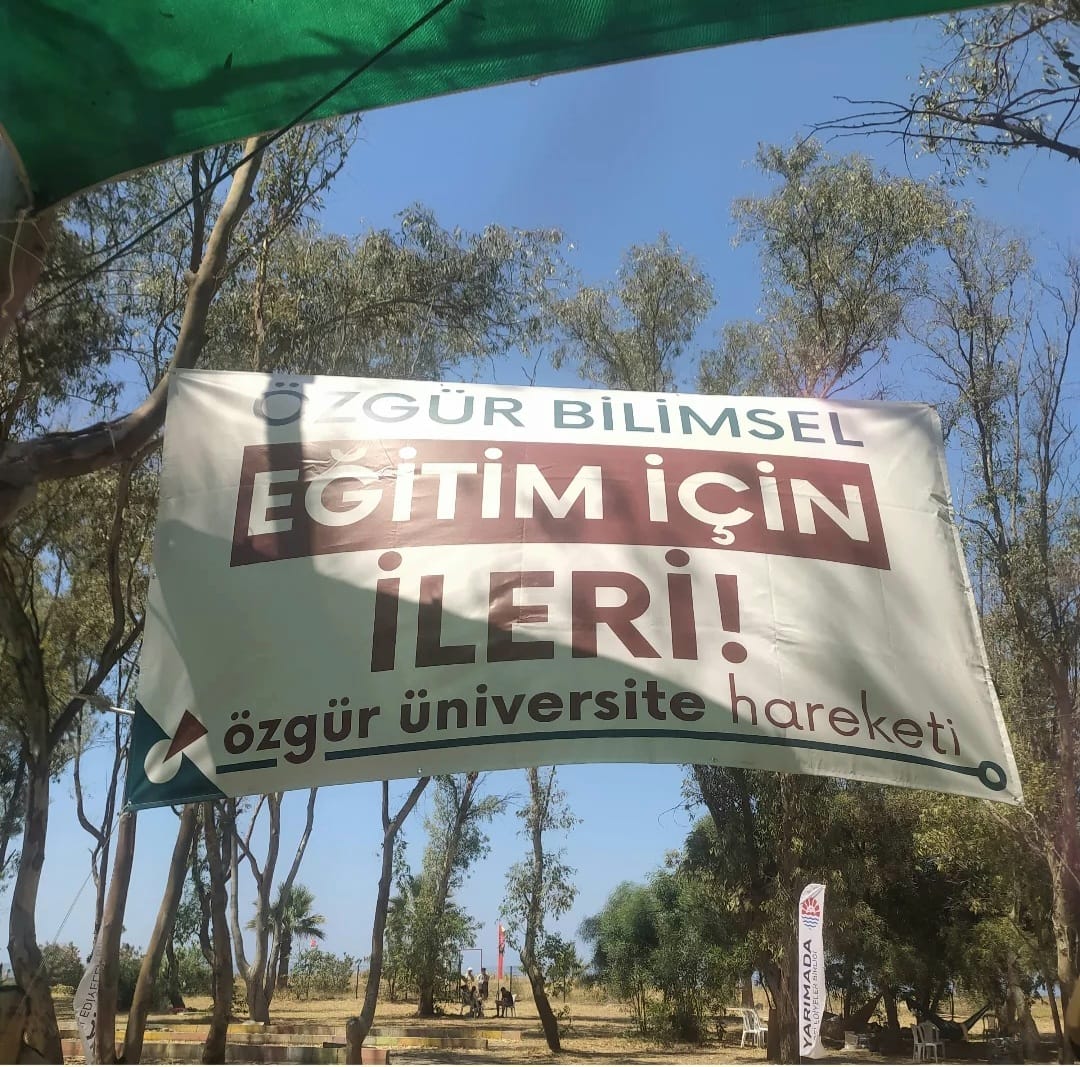 ÖZGÜR BİLİMSEL
EĞİTİM İÇİN
İLERİ!
özgür üniversite hareketi
YARIMADA